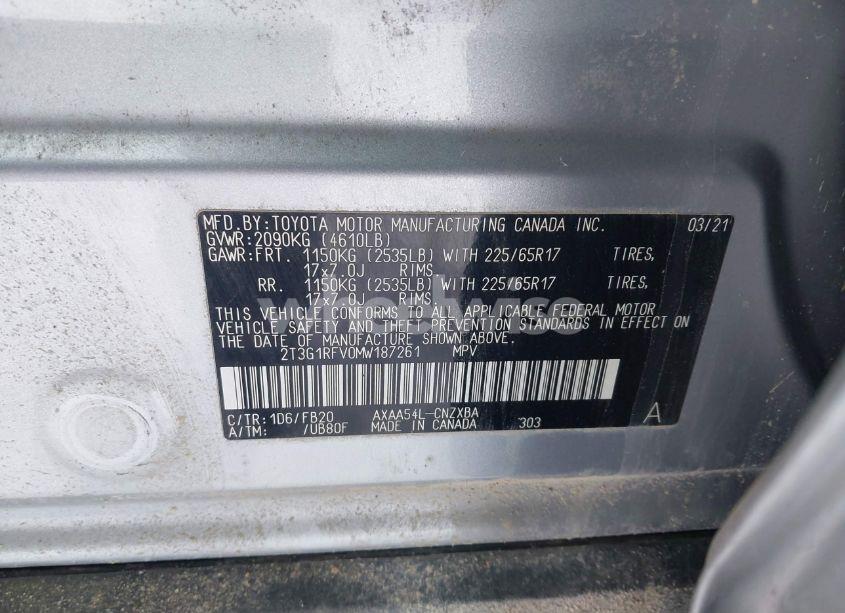 MFD.BY:TOYOTA MOTOR MANUFACTURING CANADA INC. 03/21
GVWR:2090KG (4610LB)
GAWR:FRT. 1150KG (2535LB) WITH 225/65R17 TIRES,
17x7.0J RIMS.
RR. 1150KG (2535LB) WITH 225/65R17 TIRES,
17x7.0J RIMS.
THIS VEHICLE CONFORMS TO ALL APPLICABLE FEDERAL MOTOR
VEHICLE SAFETY AND THEFT PREVENTION STANDARDS IN EFFECT ON
THE DATE OF MANUFACTURE SHOWN ABOVE.
2T3G1RFV0MW187261 MPV
C/TR:1D6/FB20 AXAA54L-CNZXBA
A/TM: /UB80F MADE IN CANADA 303 A